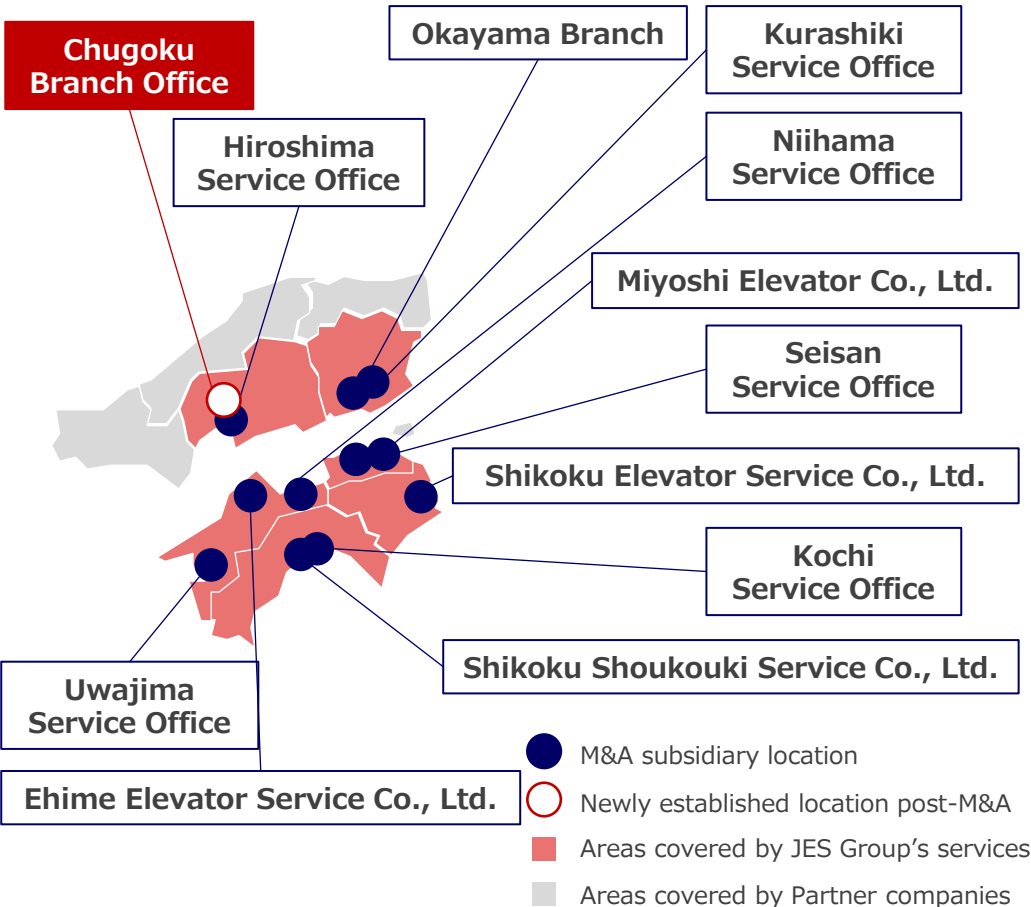 Chugoku
Branch Office
Okayama Branch
Kurashiki
Service Office
Hiroshima
Service Office
Niihama
Service Office
Miyoshi Elevator Co., Ltd.
Seisan
Service Office
Shikoku Elevator Service Co., Ltd.
Kochi
Service Office
Shikoku Shoukouki Service Co., Ltd.
Uwajima
Service Office
Ehime Elevator Service Co., Ltd.
M&A subsidiary location
Newly established location post-M&A
Areas covered by JES Group’s services
Areas covered by Partner companies